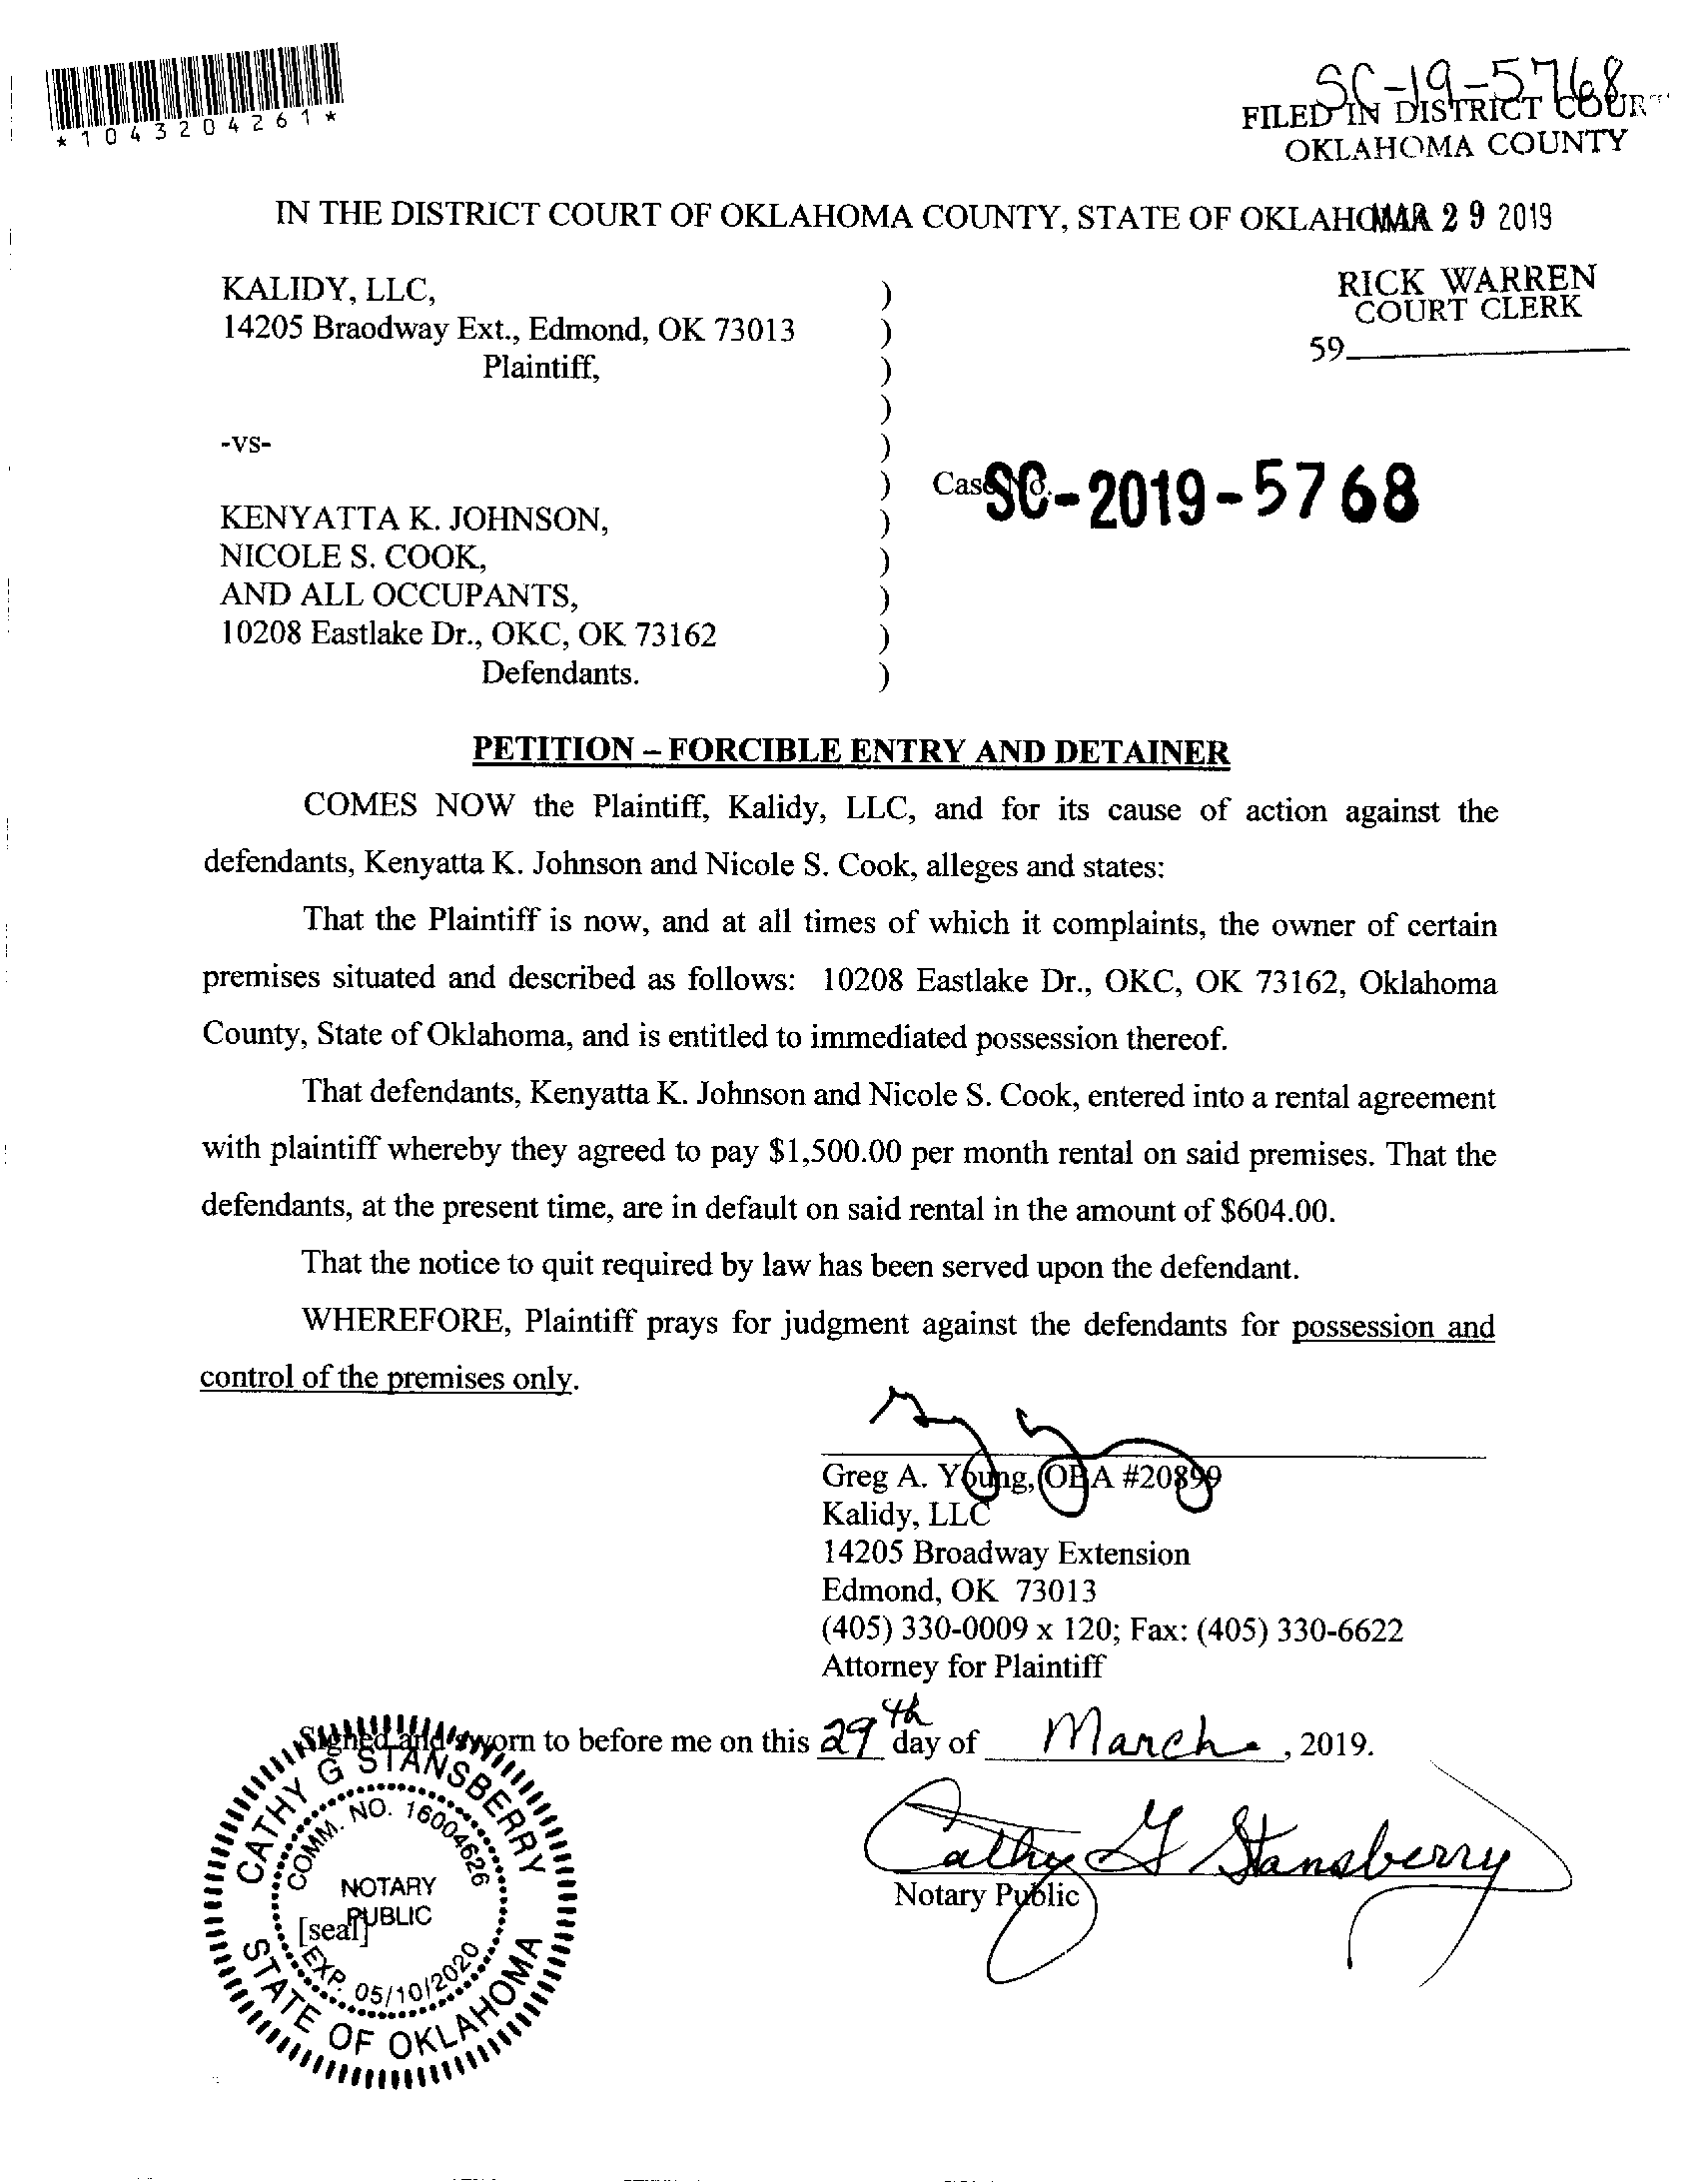 *1043204261*
SC-19-5768
FILED IN DISTRICT COURT
OKLAHOMA COUNTY
IN THE DISTRICT COURT OF OKLAHOMA COUNTY, STATE OF OKLAHOMA
MAR 29 2019
RICK WARREN
COURT CLERK
59
KALIDY, LLC, )
14205 Braodway Ext., Edmond, OK 73013 )
Plaintiff, )
)
-vs- )
) Case No. SC-2019-5768
KENYATTA K. JOHNSON, )
NICOLE S. COOK, )
AND ALL OCCUPANTS, )
10208 Eastlake Dr., OKC, OK 73162 )
Defendants. )
PETITION – FORCIBLE ENTRY AND DETAINER
COMES NOW the Plaintiff, Kalidy, LLC, and for its cause of action against the
defendants, Kenyatta K. Johnson and Nicole S. Cook, alleges and states:
That the Plaintiff is now, and at all times of which it complaints, the owner of certain
premises situated and described as follows: 10208 Eastlake Dr., OKC, OK 73162, Oklahoma
County, State of Oklahoma, and is entitled to immediated possession thereof.
That defendants, Kenyatta K. Johnson and Nicole S. Cook, entered into a rental agreement
with plaintiff whereby they agreed to pay $1,500.00 per month rental on said premises. That the
defendants, at the present time, are in default on said rental in the amount of $604.00.
That the notice to quit required by law has been served upon the defendant.
WHEREFORE, Plaintiff prays for judgment against the defendants for possession and
control of the premises only.
Greg A. Young, OBA #20899
Kalidy, LLC
14205 Broadway Extension
Edmond, OK 73013
(405) 330-0009 x 120; Fax: (405) 330-6622
Attorney for Plaintiff
Signed and sworn to before me on this 29th day of March, 2019.
Cathy G Stansberry
Notary Public
[seal]
CATHY G STANSBERRY
COMM. NO. 16004626
NOTARY
PUBLIC
EXP. 05/10/2020
STATE OF OKLAHOMA